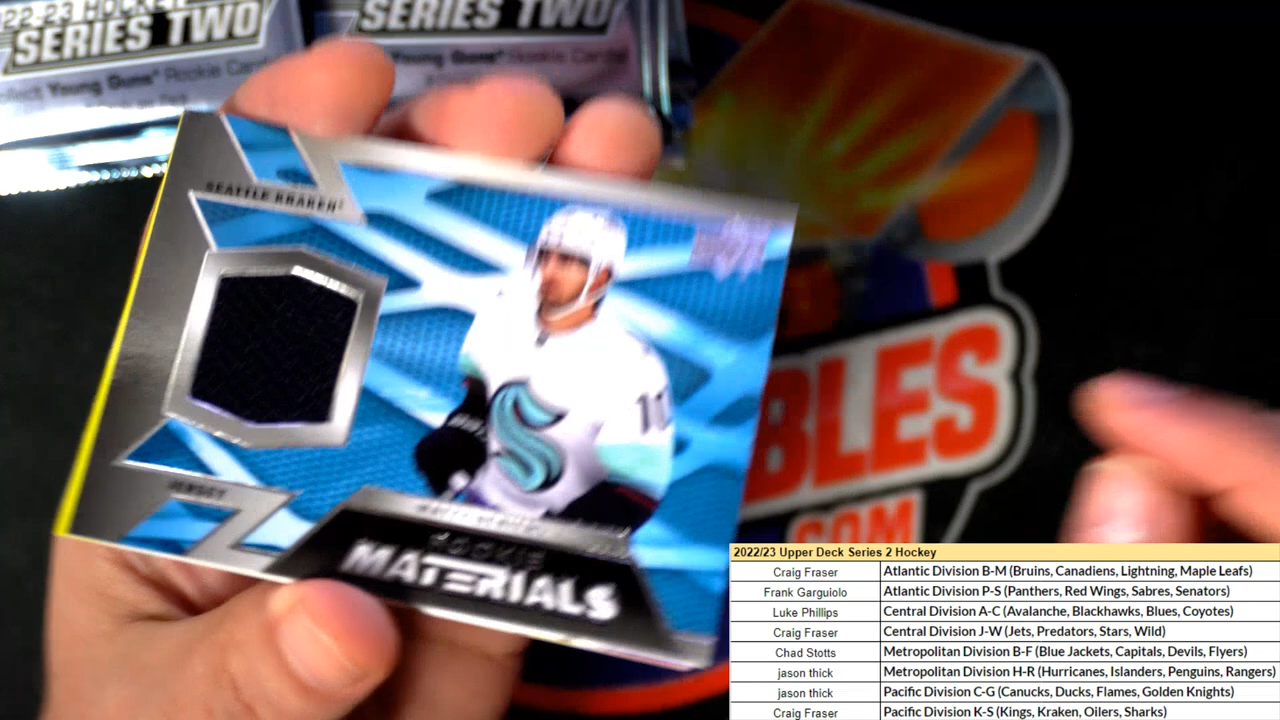 22-23 HOCKEY
SERIES TWO
SERIES TWO
Young Guns® Rookie Cards
Young Guns® Rookie Cards
SEATTLE KRAKEN
10
JERSEY
ROOKIE
MATERIALS
BLES
.COM
2022/23 Upper Deck Series 2 Hockey
Craig Fraser Atlantic Division B-M (Bruins, Canadiens, Lightning, Maple Leafs)
Frank Garguiolo Atlantic Division P-S (Panthers, Red Wings, Sabres, Senators)
Luke Phillips Central Division A-C (Avalanche, Blackhawks, Blues, Coyotes)
Craig Fraser Central Division J-W (Jets, Predators, Stars, Wild)
Chad Stotts Metropolitan Division B-F (Blue Jackets, Capitals, Devils, Flyers)
jason thick Metropolitan Division H-R (Hurricanes, Islanders, Penguins, Rangers)
jason thick Pacific Division C-G (Canucks, Ducks, Flames, Golden Knights)
Craig Fraser Pacific Division K-S (Kings, Kraken, Oilers, Sharks)